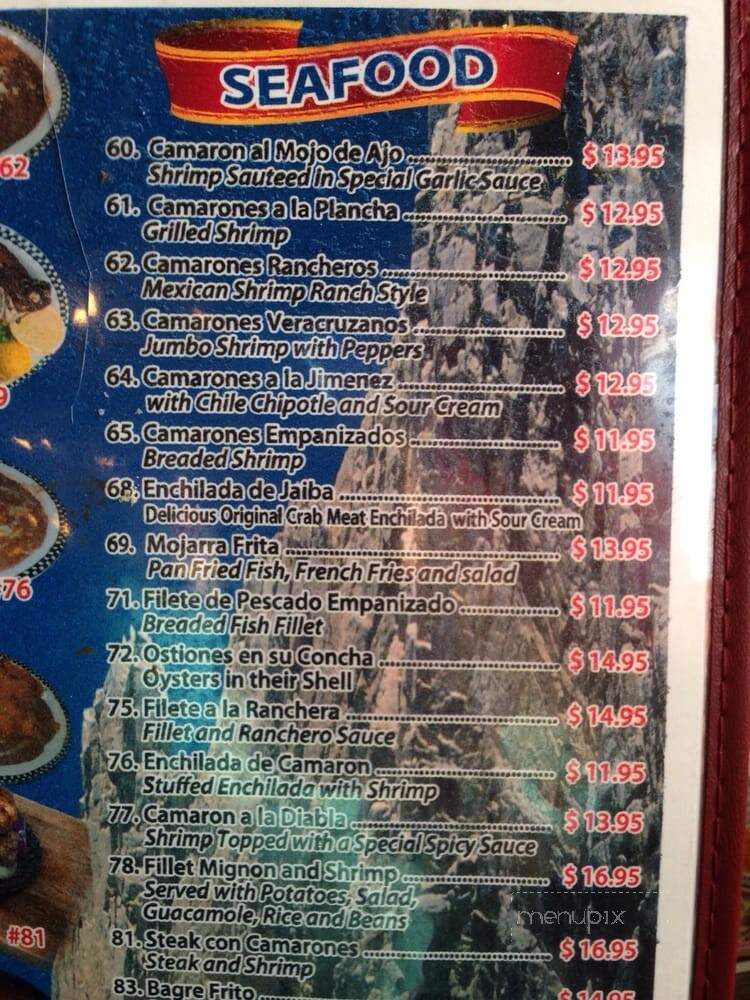 SEAFOOD
60. Camaron al Mojo de Ajo ........ $13.95
Shrimp Sauteed in Special Garlic Sauce
61. Camarones a la Plancha ........ $12.95
Grilled Shrimp
62. Camarones Rancheros ........ $12.95
Mexican Shrimp Ranch Style
63. Camarones Veracruzanos ........ $12.95
Jumbo Shrimp with Peppers
64. Camarones a la Jimenez ........ $12.95
with Chile Chipotle and Sour Cream
65. Camarones Empanizados ........ $11.95
Breaded Shrimp
68. Enchilada de Jaiba ........ $11.95
Delicious Original Crab Meat Enchilada with Sour Cream
69. Mojarra Frita ........ $13.95
Pan Fried Fish, French Fries and salad
71. Filete de Pescado Empanizado ........ $11.95
Breaded Fish Fillet
72. Ostiones en su Concha ........ $14.95
Oysters in their Shell
75. Filete a la Ranchera ........ $14.95
Fillet and Ranchero Sauce
76. Enchilada de Camaron ........ $11.95
Stuffed Enchilada with Shrimp
77. Camaron a la Diabla ........ $13.95
Shrimp Topped with a Special Spicy Sauce
78. Fillet Mignon and Shrimp ........ $16.95
Served with Potatoes, Salad,
Guacamole, Rice and Beans
81. Steak con Camarones ........ $16.95
Steak and Shrimp
83. Bagre Frito ........ $14.95
62
9
76
#81
menupix